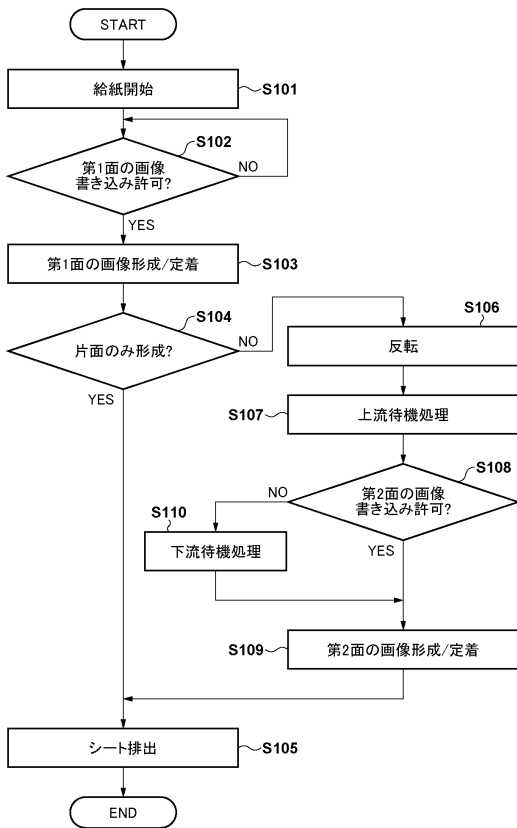 START
給紙開始
S101
S102
第1面の画像
書き込み許可?
NO
YES
第1面の画像形成/定着
S103
S104
片面のみ形成?
NO
YES
S106
反転
S107
上流待機処理
S108
第2面の画像
書き込み許可?
NO
YES
S110
下流待機処理
S109
第2面の画像形成/定着
シート排出
S105
END